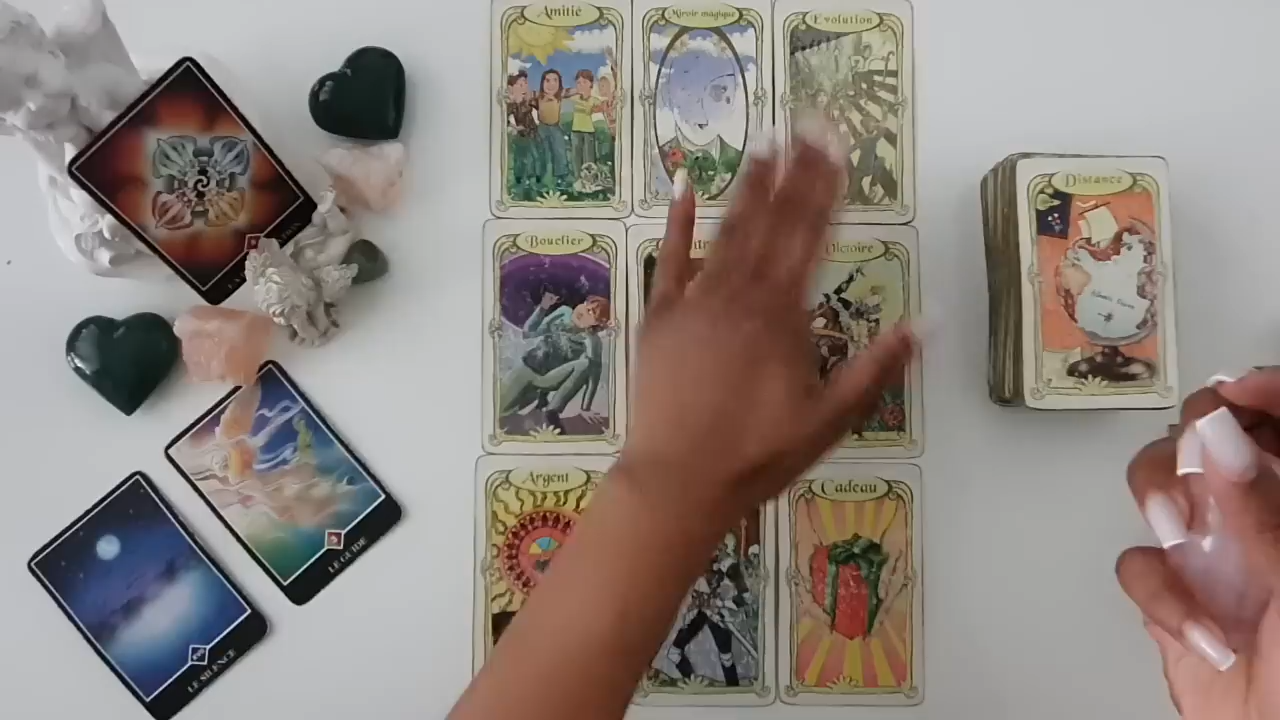 Amitié
Miroir magique
Evolution
Distance
Bouclier
Victoire
Argent
Cadeau
LE GUIDE
LE SILENCE